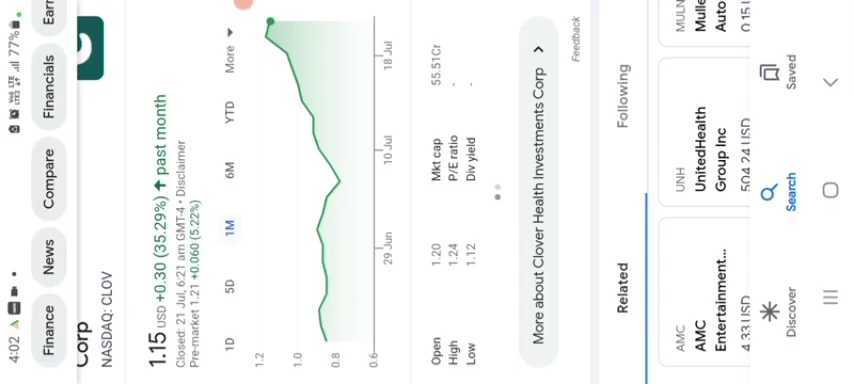 4:02
77%
Finance News Compare Financials
Corp
NASDAQ: CLOV
1.15 USD +0.30 (35.29%) ↑ past month
Closed: 21 Jul, 6:21 am GMT-4 • Disclaimer
Pre-market 1.21 +0.060 (5.22%)
1D 5D 1M 6M YTD More
1.2
1.0
0.8
0.6
29 Jun 10 Jul 18 Jul
Open 1.20 Mkt cap 55.51Cr
High 1.24 P/E ratio -
Low 1.12 Div yield -
More about Clover Health Investments Corp
Feedback
Related Following
AMC
AMC
Entertainment...
4.33 USD
UNH
UnitedHealth
Group Inc
504.24 USD
MULN
Discover Search Saved